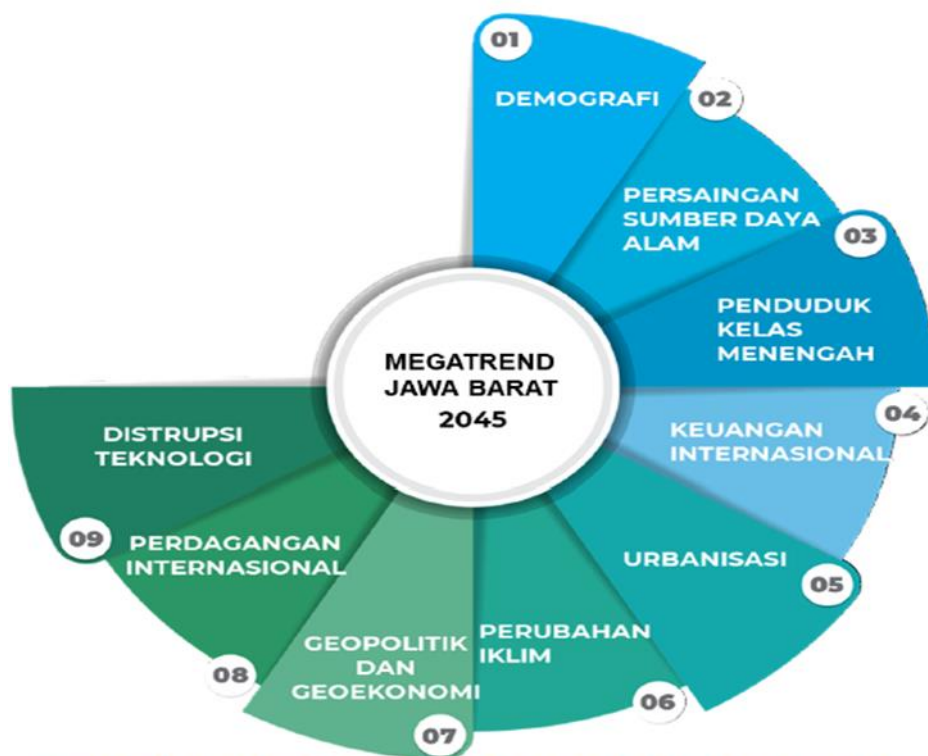 MEGATREND
JAWA BARAT
2045
01
DEMOGRAFI
02
PERSAINGAN
SUMBER DAYA
ALAM
03
PENDUDUK
KELAS
MENENGAH
04
KEUANGAN
INTERNASIONAL
05
URBANISASI
06
PERUBAHAN
IKLIM
07
GEOPOLITIK
DAN
GEOEKONOMI
08
PERDAGANGAN
INTERNASIONAL
09
DISTRUPSI
TEKNOLOGI